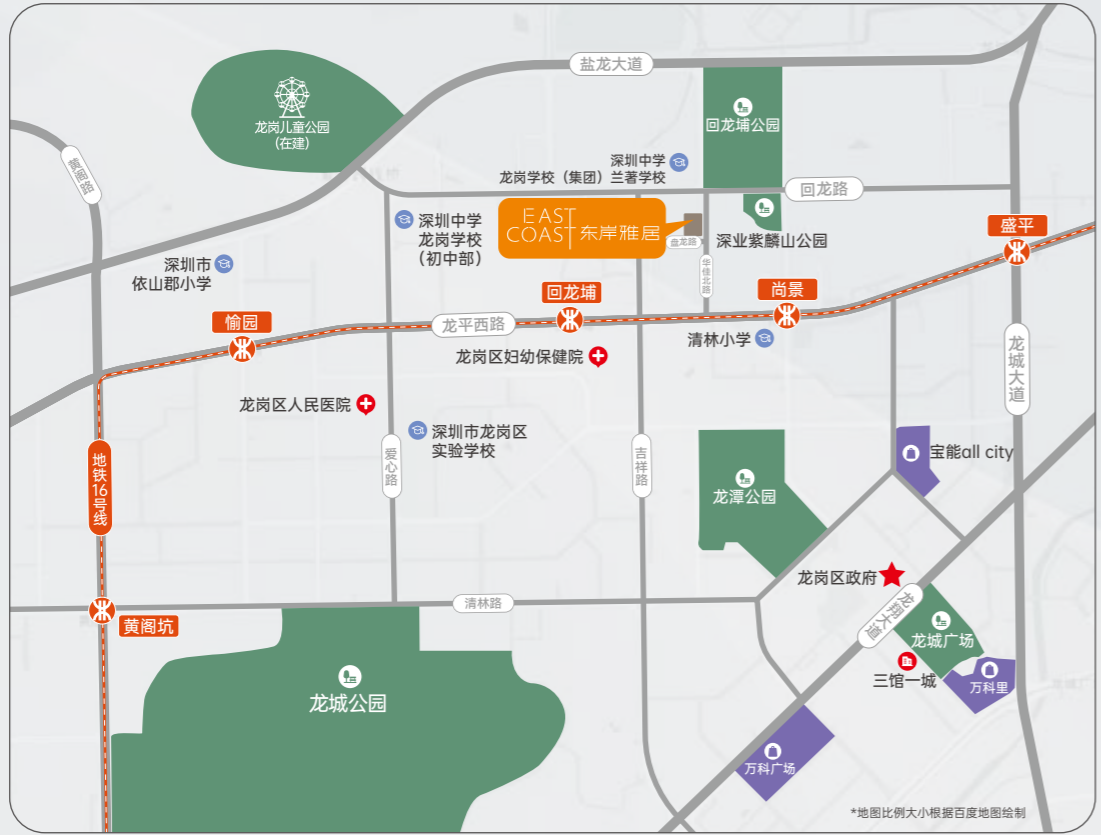 盐龙大道
龙岗儿童公园
(在建)
回龙埔公园
黄阁路
深圳中学
龙岗学校（集团）兰著学校
回龙路
EAST
COAST
东岸雅居
深圳中学
龙岗学校
（初中部）
盘龙路
深业紫麟山公园
盛平
深圳市
依山郡小学
华佳北路
回龙埔
尚景
愉园
龙平西路
清林小学
龙城大道
龙岗区妇幼保健院
龙岗区人民医院
深圳市龙岗区
实验学校
爱心路
吉祥路
宝能all city
地铁16号线
龙潭公园
龙岗区政府
清林路
龙翔大道
黄阁坑
龙城广场
三馆一城
万科里
龙城公园
万科广场
*地图比例大小根据百度地图绘制